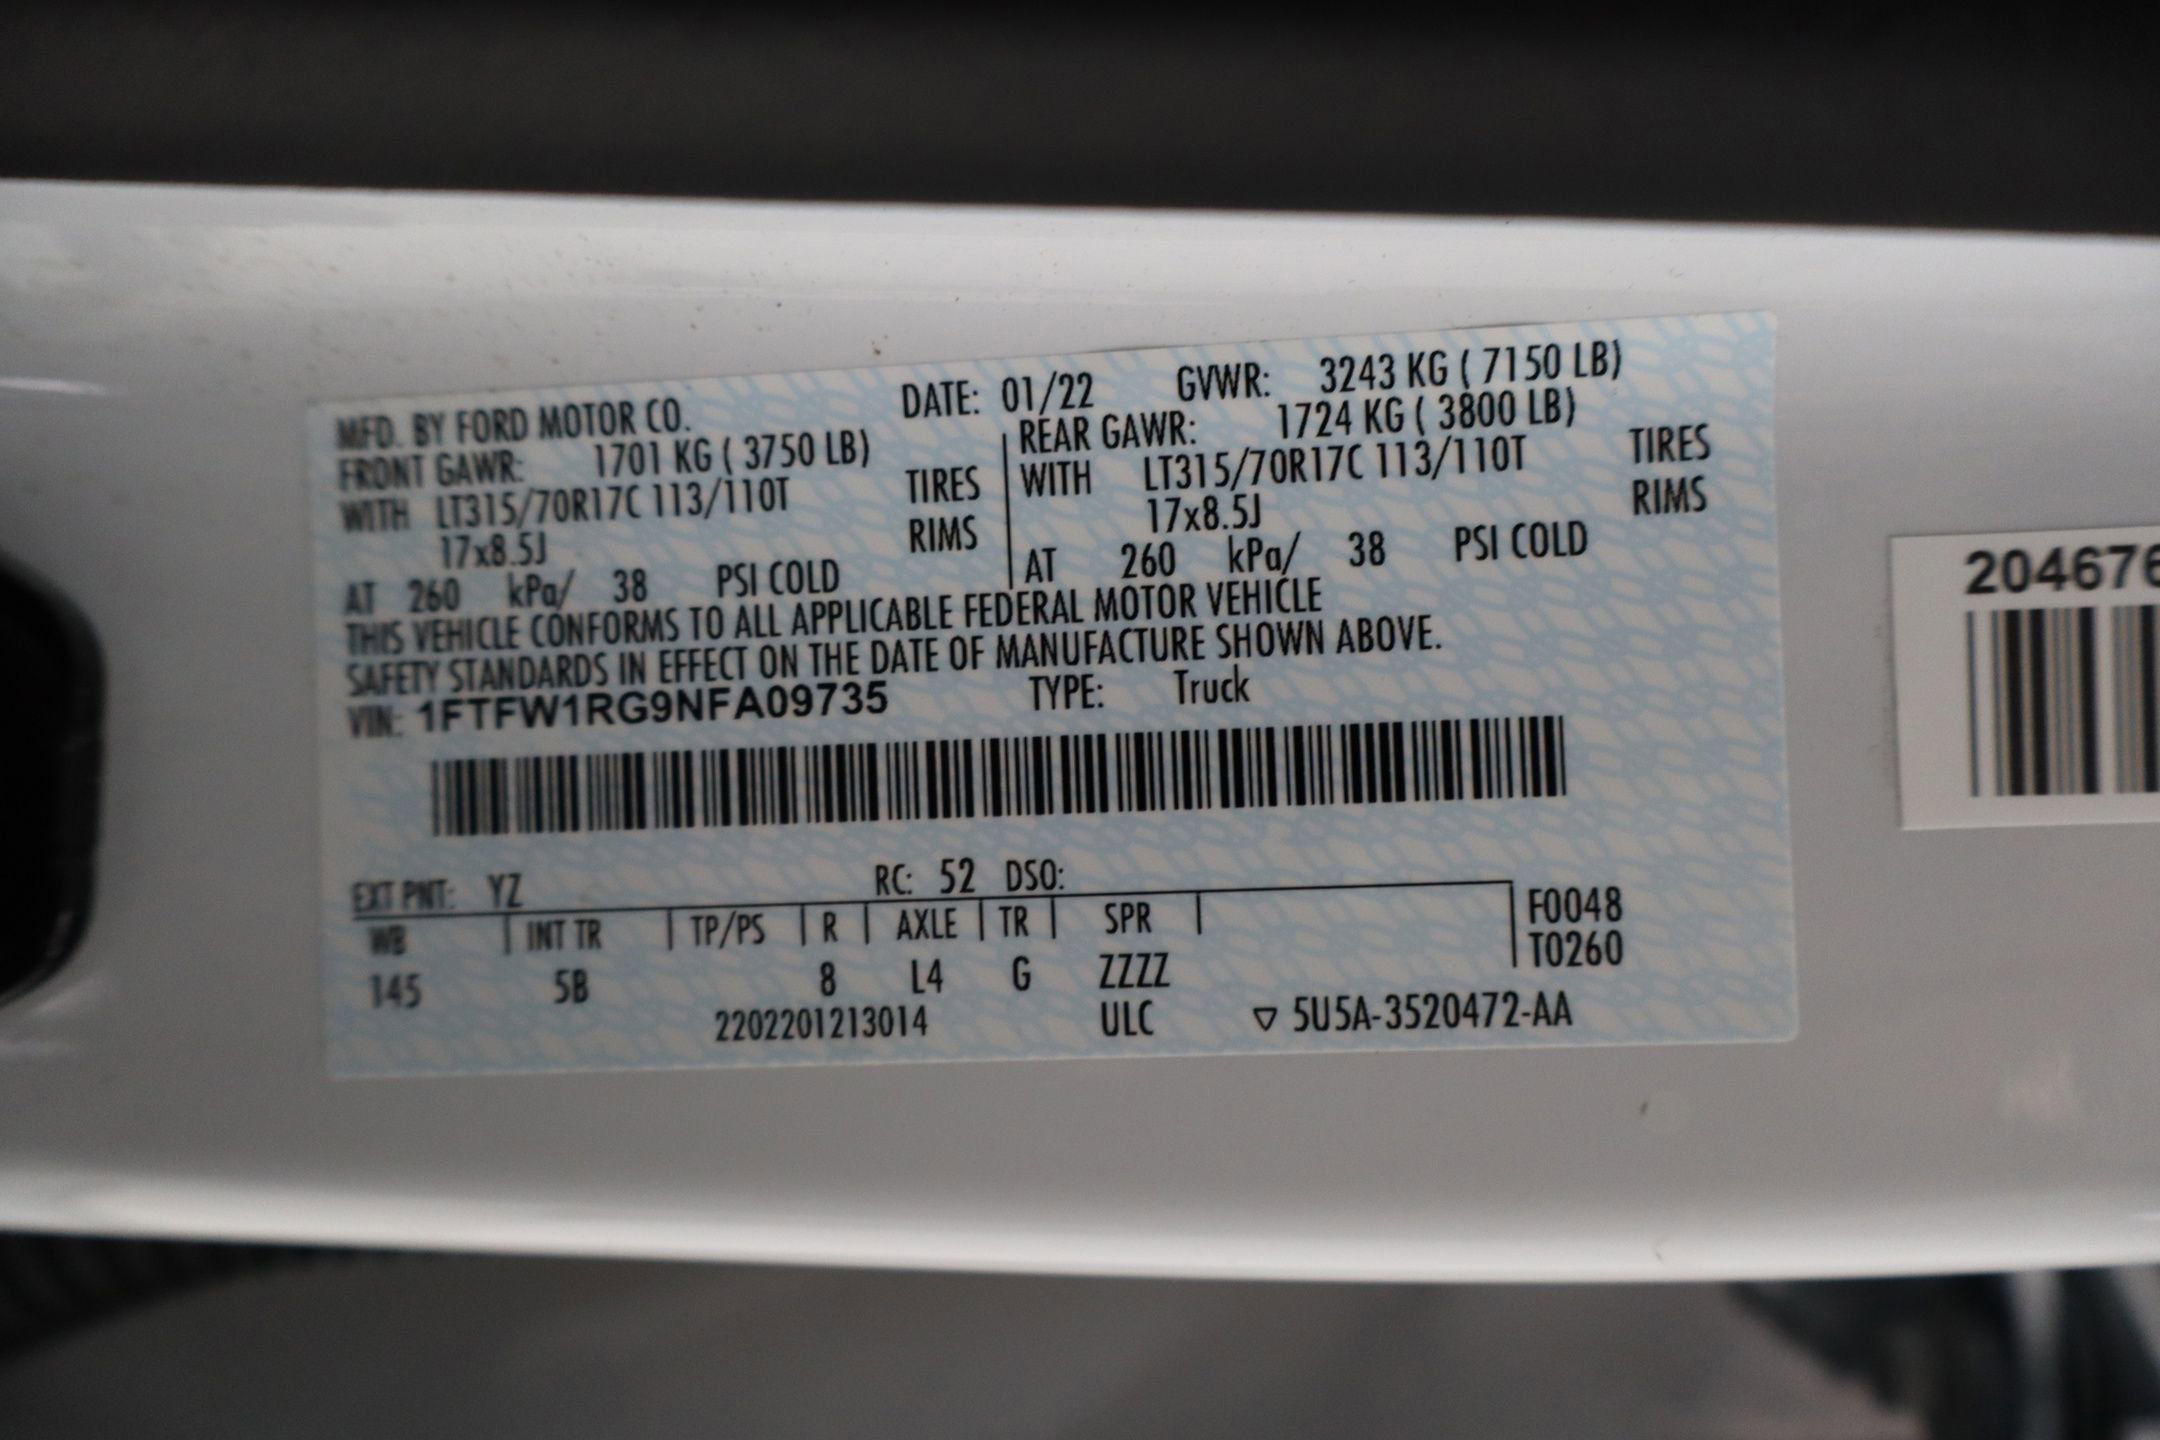 MFD. BY FORD MOTOR CO. DATE: 01/22 GVWR: 3243 KG ( 7150 LB)
FRONT GAWR: 1701 KG ( 3750 LB) REAR GAWR: 1724 KG ( 3800 LB)
WITH LT315/70R17C 113/110T TIRES WITH LT315/70R17C 113/110T TIRES
17x8.5J RIMS 17x8.5J RIMS
AT 260 kPa/ 38 PSI COLD AT 260 kPa/ 38 PSI COLD
THIS VEHICLE CONFORMS TO ALL APPLICABLE FEDERAL MOTOR VEHICLE
SAFETY STANDARDS IN EFFECT ON THE DATE OF MANUFACTURE SHOWN ABOVE.
VIN: 1FTFW1RG9NFA09735 TYPE: Truck
EXT PNT: YZ RC: 52 DSO:
WB INT TR TP/PS R AXLE TR SPR F0048
145 5B 8 L4 G ZZZZ T0260
2202201213014 ULC ▽ 5U5A-3520472-AA
204676